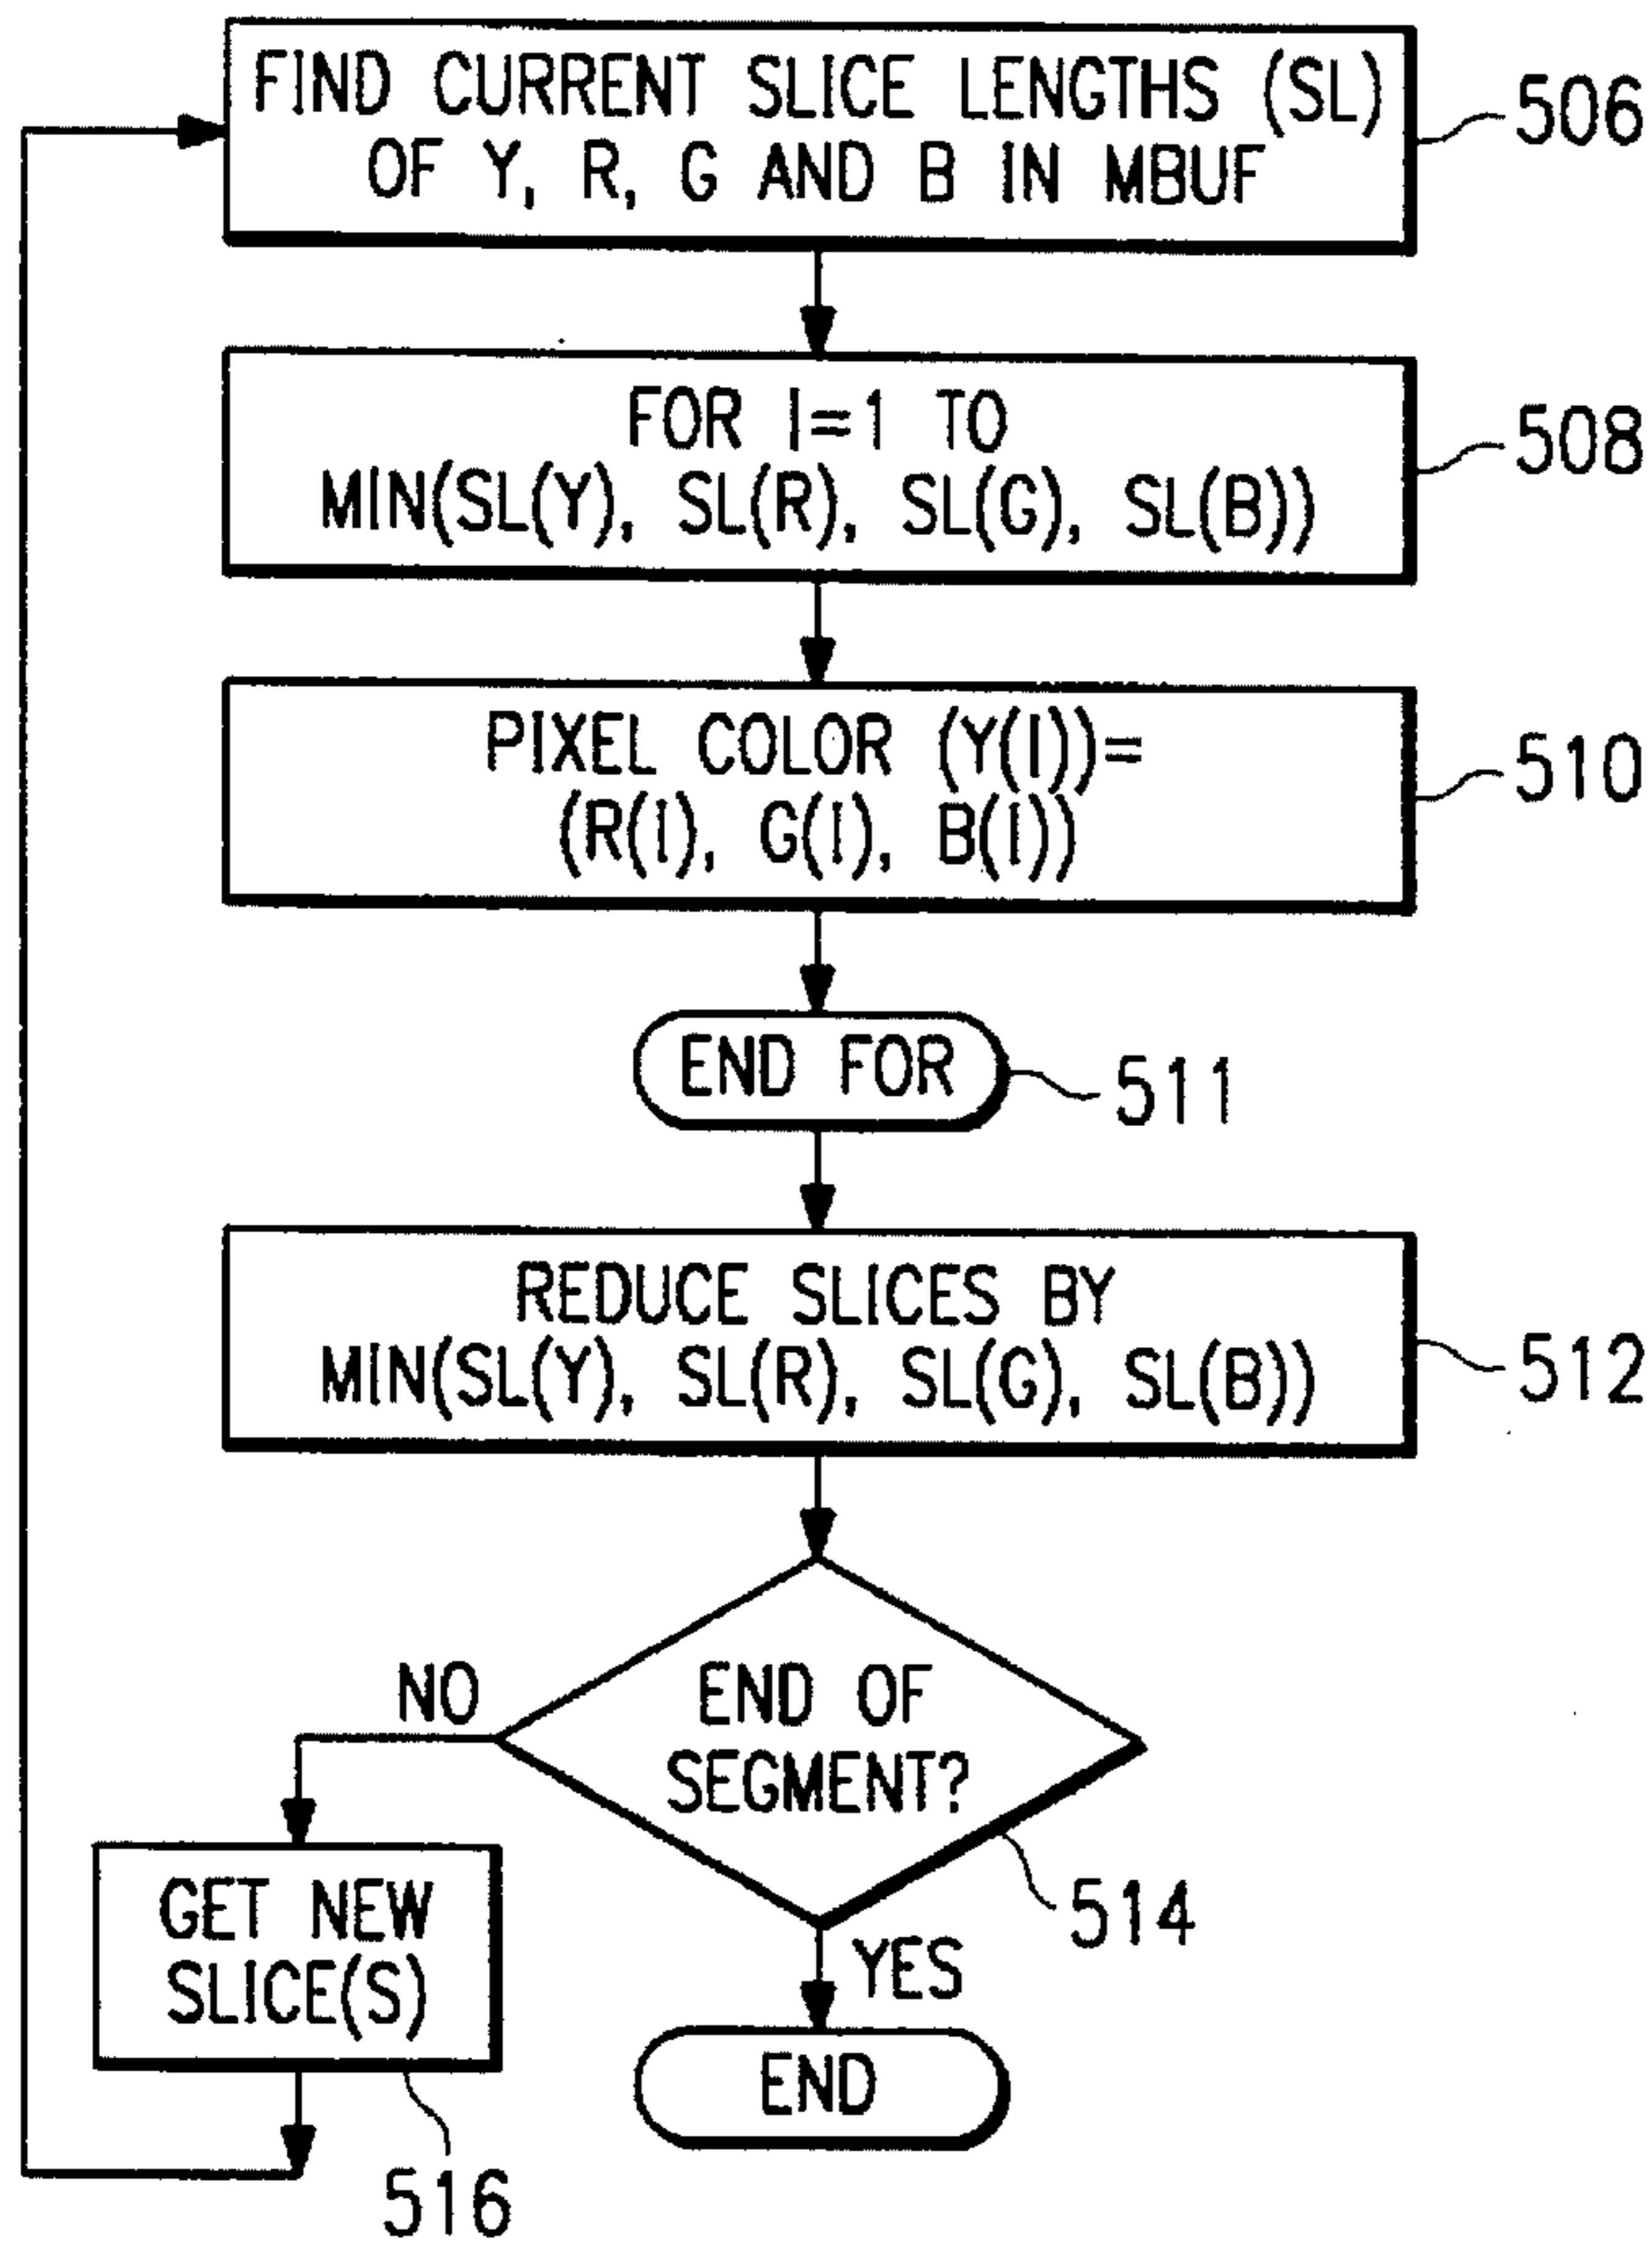 FIND CURRENT SLICE LENGTHS (SL)
OF Y, R, G AND B IN MBUF
506
FOR I=1 TO
MIN(SL(Y), SL(R), SL(G), SL(B))
508
PIXEL COLOR (Y(I))=
(R(I), G(I), B(I))
510
END FOR
511
REDUCE SLICES BY
MIN(SL(Y), SL(R), SL(G), SL(B))
512
NO
END OF
SEGMENT?
514
GET NEW
SLICE(S)
516
YES
END